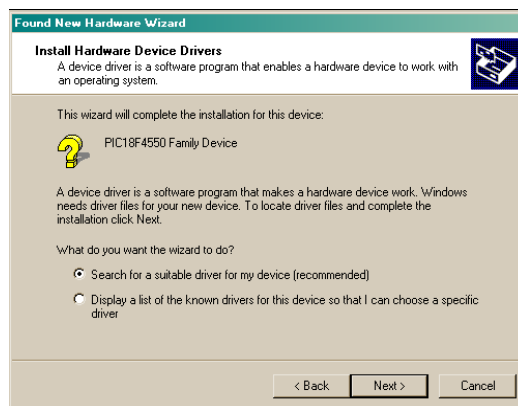 Found New Hardware Wizard
Install Hardware Device Drivers
A device driver is a software program that enables a hardware device to work with
an operating system.
This wizard will complete the installation for this device:
PIC18F4550 Family Device
A device driver is a software program that makes a hardware device work. Windows
needs driver files for your new device. To locate driver files and complete the
installation click Next.
What do you want the wizard to do?
Search for a suitable driver for my device (recommended)
Display a list of the known drivers for this device so that I can choose a specific
driver
< Back Next > Cancel